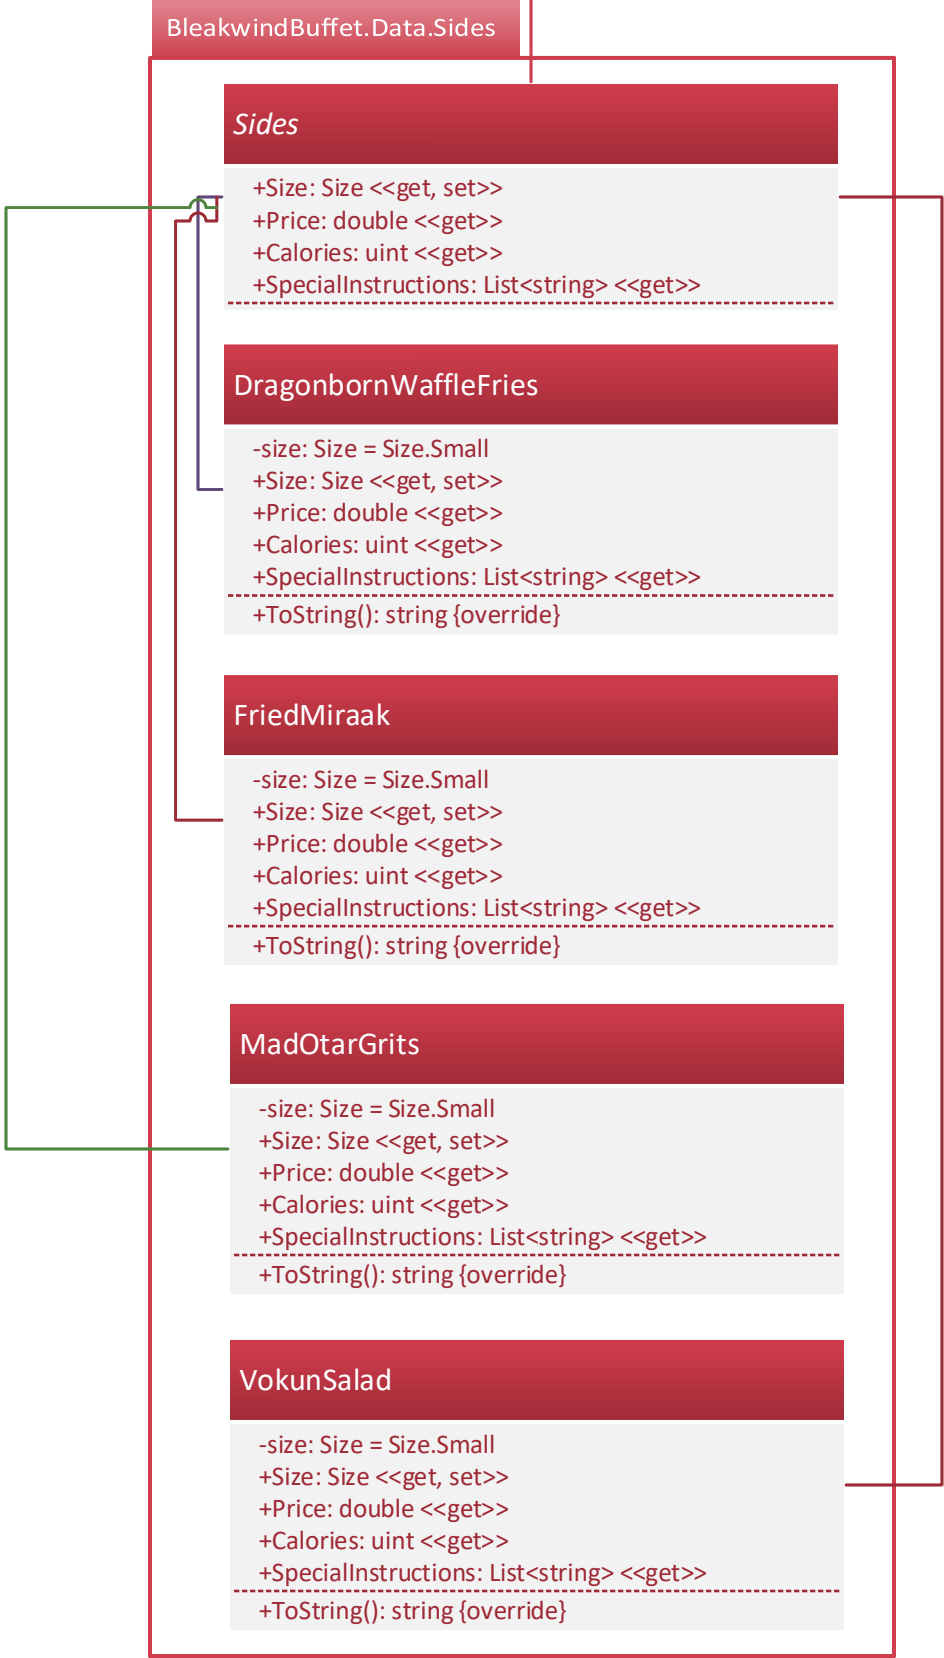 BleakwindBuffet.Data.Sides
Sides
+Size: Size <<get, set>>
+Price: double <<get>>
+Calories: uint <<get>>
+SpecialInstructions: List<string> <<get>>
DragonbornWaffleFries
-size: Size = Size.Small
+Size: Size <<get, set>>
+Price: double <<get>>
+Calories: uint <<get>>
+SpecialInstructions: List<string> <<get>>
+ToString(): string {override}
FriedMiraak
-size: Size = Size.Small
+Size: Size <<get, set>>
+Price: double <<get>>
+Calories: uint <<get>>
+SpecialInstructions: List<string> <<get>>
+ToString(): string {override}
MadOtarGrits
-size: Size = Size.Small
+Size: Size <<get, set>>
+Price: double <<get>>
+Calories: uint <<get>>
+SpecialInstructions: List<string> <<get>>
+ToString(): string {override}
VokunSalad
-size: Size = Size.Small
+Size: Size <<get, set>>
+Price: double <<get>>
+Calories: uint <<get>>
+SpecialInstructions: List<string> <<get>>
+ToString(): string {override}